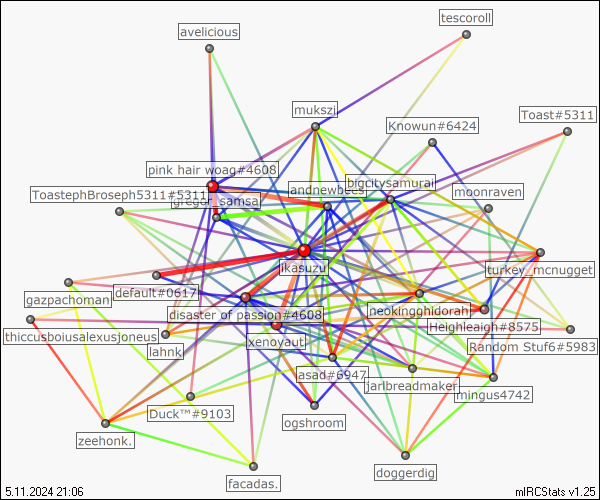 tescoroll
avelicious
mukszi
Toast#5311
Knowun#6424
pink hair woag#4608
bigcitysamurai
andnewbees
moonraven
ToastephBroseph5311#5311
gregor_samsa
ikasuzu
turkey_mcnugget
default#0617
gazpachoman
disaster of passion#4608
neokingghidorah
Heighleaigh#8575
thiccusboiusalexusjoneus
lahnk
xenoyaut
Random Stuf6#5983
asad#6947
jarlbreadmaker
mingus4742
Duck™#9103
ogshroom
zeehonk.
doggerdig
facadas.
5.11.2024 21:06
mIRCStats v1.25